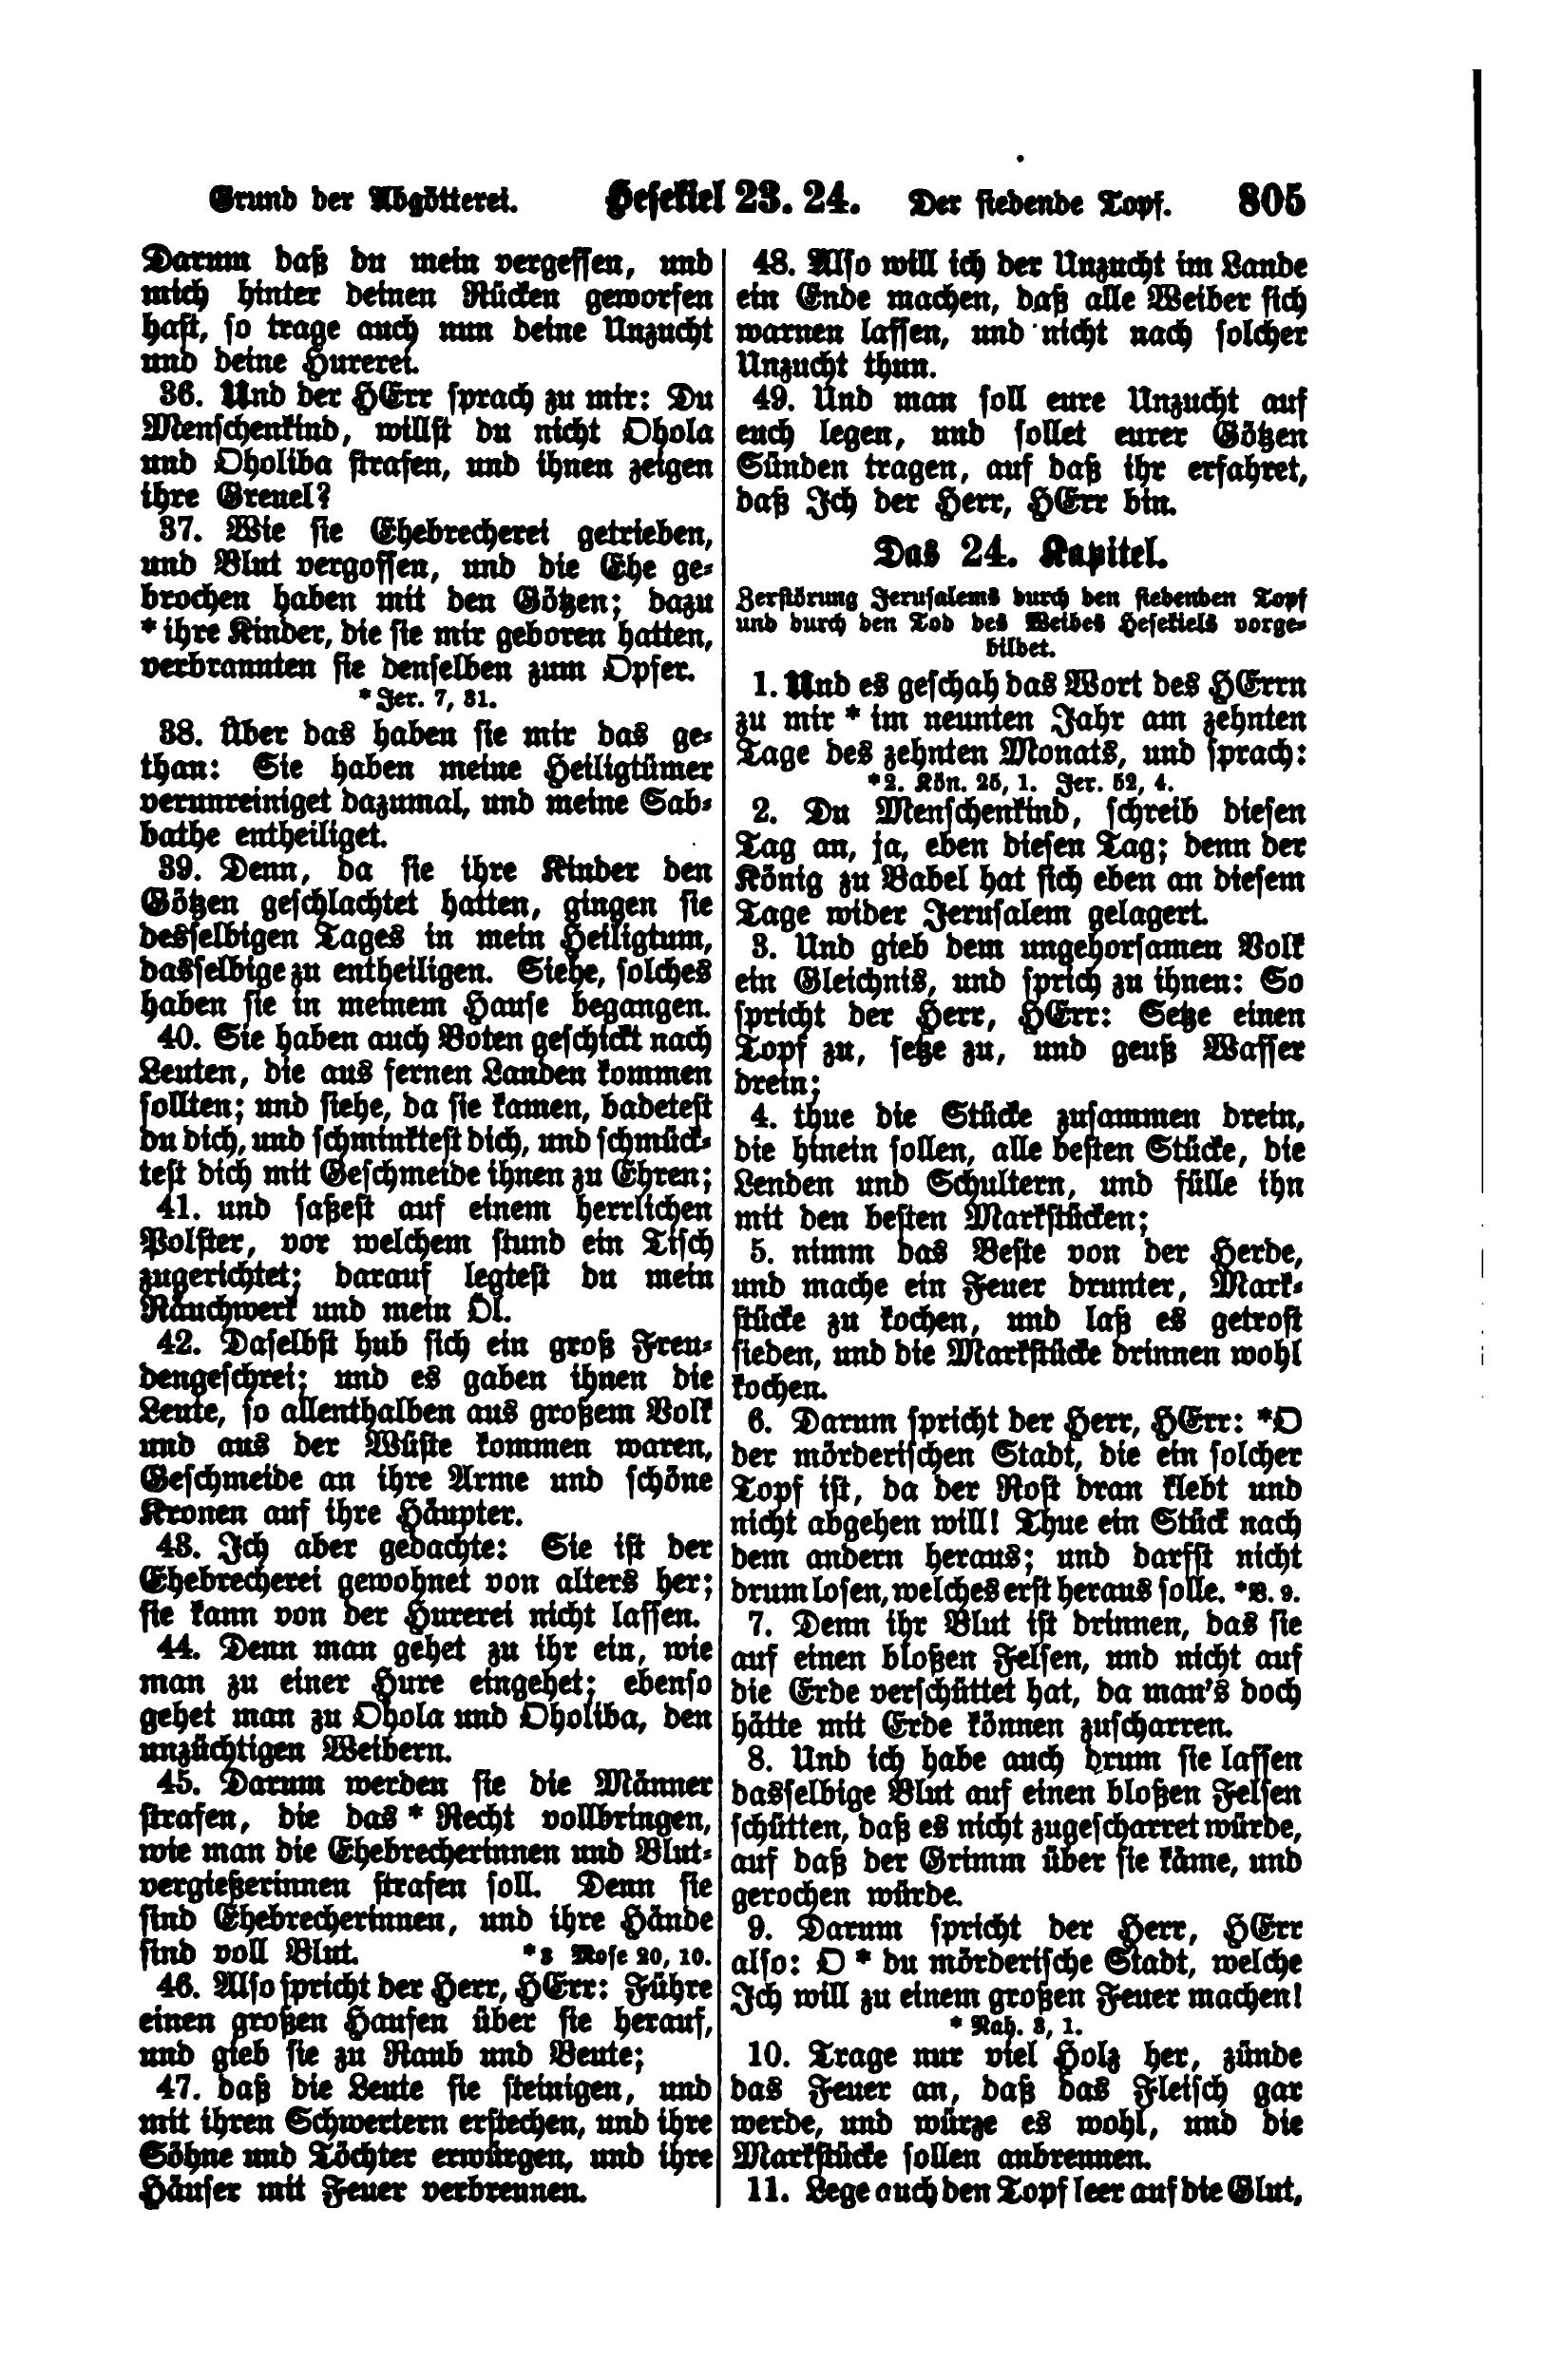 Grund der Abgötterei. Hesekiel 23. 24. Der siedende Topf. 805
Darum daß du mein vergessen, und
mich hinter deinen Rücken geworfen
hast, so trage auch nun deine Unzucht
und deine Hurerei.
36. Und der HErr sprach zu mir: Du
Menschenkind, willst du nicht Ohola
und Oholiba strafen, und ihnen zeigen
ihre Greuel?
37. Wie sie Ehebrecherei getrieben,
und Blut vergossen, und die Ehe ge-
brochen haben mit den Götzen; dazu
* ihre Kinder, die sie mir geboren hatten,
verbrannten sie denselben zum Opfer.
* Jer. 7, 31.
38. Über das haben sie mir das ge-
than: Sie haben meine Heiligtümer
verunreiniget dazumal, und meine Sab-
bathe entheiliget.
39. Denn, da sie ihre Kinder den
Götzen geschlachtet hatten, gingen sie
desselbigen Tages in mein Heiligtum,
dasselbige zu entheiligen. Siehe, solches
haben sie in meinem Hause begangen.
40. Sie haben auch Boten geschickt nach
Leuten, die aus fernen Landen kommen
sollten; und siehe, da sie kamen, badetest
du dich, und schminktest dich, und schmück-
test dich mit Geschmeide ihnen zu Ehren;
41. und saßest auf einem herrlichen
Polster, vor welchem stund ein Tisch
zugerichtet; darauf legtest du mein
Räuchwerk und mein Öl.
42. Daselbst hub sich ein groß Freu-
dengeschrei; und es gaben ihnen die
Leute, so allenthalben aus großem Volk
und aus der Wüste kommen waren,
Geschmeide an ihre Arme und schöne
Kronen auf ihre Häupter.
43. Ich aber gedachte: Sie ist der
Ehebrecherei gewohnet von alters her;
sie kann von der Hurerei nicht lassen.
44. Denn man gehet zu ihr ein, wie
man zu einer Hure eingehet; ebenso
gehet man zu Ohola und Oholiba, den
unzüchtigen Weibern.
45. Darum werden sie die Männer
strafen, die das * Recht vollbringen,
wie man die Ehebrecherinnen und Blut-
vergießerinnen strafen soll. Denn sie
sind Ehebrecherinnen, und ihre Hände
sind voll Blut. *3 Mose 20, 10.
46. Also spricht der Herr, HErr: Führe
einen großen Haufen über sie herauf,
und gieb sie zu Raub und Beute;
47. daß die Leute sie steinigen, und
mit ihren Schwertern erstechen, und ihre
Söhne und Töchter erwürgen, und ihre
Häuser mit Feuer verbrennen.
48. Also will ich der Unzucht im Lande
ein Ende machen, daß alle Weiber sich
warnen lassen, und nicht nach solcher
Unzucht thun.
49. Und man soll eure Unzucht auf
euch legen, und sollet eurer Götzen
Sünden tragen, auf daß ihr erfahret,
daß Ich der Herr, HErr bin.
Das 24. Kapitel.
Zerstörung Jerusalems durch den siedenden Topf
und durch den Tod des Weibes Hesekiels vorge-
bildet.
1. Und es geschah das Wort des HErrn
zu mir * im neunten Jahr am zehnten
Tage des zehnten Monats, und sprach:
*2. Kön. 25, 1. Jer. 52, 4.
2. Du Menschenkind, schreib diesen
Tag an, ja, eben diesen Tag; denn der
König zu Babel hat sich eben an diesem
Tage wider Jerusalem gelagert.
3. Und gieb dem ungehorsamen Volk
ein Gleichnis, und sprich zu ihnen: So
spricht der Herr, HErr: Setze einen
Topf zu, setze zu, und geuß Wasser
drein;
4. thue die Stücke zusammen drein,
die hinein sollen, alle besten Stücke, die
Lenden und Schultern, und fülle ihn
mit den besten Markstücken;
5. nimm das Beste von der Herde,
und mache ein Feuer drunter, Mark-
stücke zu kochen, und laß es getrost
sieden, und die Markstücke drinnen wohl
kochen.
6. Darum spricht der Herr, HErr: *O
der mörderischen Stadt, die ein solcher
Topf ist, da der Rost dran klebt und
nicht abgehen will! Thue ein Stück nach
dem andern heraus; und darfst nicht
drum losen, welches erst heraus solle. *V. 9.
7. Denn ihr Blut ist drinnen, das sie
auf einen bloßen Felsen, und nicht auf
die Erde verschüttet hat, da man's doch
hätte mit Erde können zuscharren.
8. Und ich habe auch drum sie lassen
dasselbige Blut auf einen bloßen Felsen
schütten, daß es nicht zugescharret würde,
auf daß der Grimm über sie käme, und
gerochen würde.
9. Darum spricht der Herr, HErr
also: O * du mörderische Stadt, welche
Ich will zu einem großen Feuer machen!
* Nah. 3, 1.
10. Trage nur viel Holz her, zünde
das Feuer an, daß das Fleisch gar
werde, und würze es wohl, und die
Markstücke sollen anbrennen.
11. Lege auch den Topf leer auf die Glut,